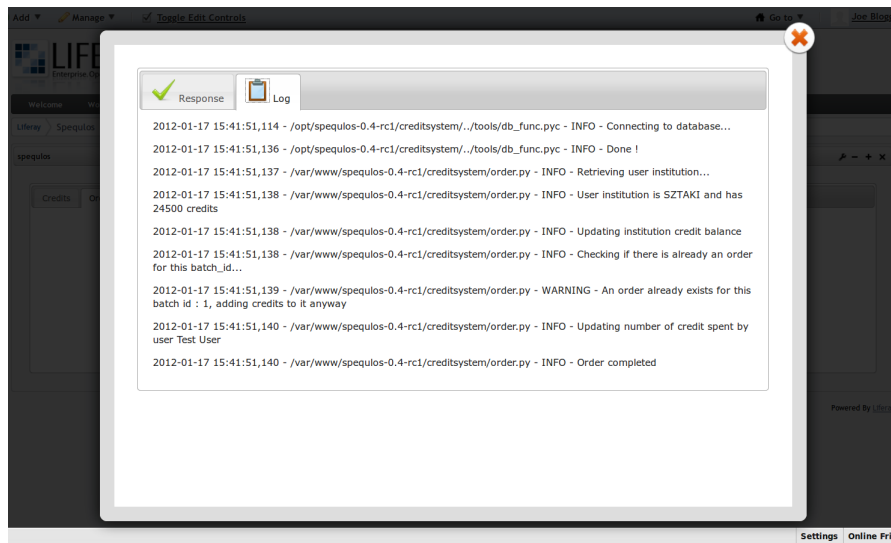 Add ▼ Manage ▼ Toggle Edit Controls Go to ▼ Joe Blogs
LIFE
Enterprise. Op
Welcome
Liferay Spequlos
spequlos
Credits
Response Log
2012-01-17 15:41:51,114 - /opt/spequlos-0.4-rc1/creditsystem/../tools/db_func.pyc - INFO - Connecting to database...
2012-01-17 15:41:51,136 - /opt/spequlos-0.4-rc1/creditsystem/../tools/db_func.pyc - INFO - Done !
2012-01-17 15:41:51,137 - /var/www/spequlos-0.4-rc1/creditsystem/order.py - INFO - Retrieving user institution...
2012-01-17 15:41:51,138 - /var/www/spequlos-0.4-rc1/creditsystem/order.py - INFO - User institution is SZTAKI and has
24500 credits
2012-01-17 15:41:51,138 - /var/www/spequlos-0.4-rc1/creditsystem/order.py - INFO - Updating institution credit balance
2012-01-17 15:41:51,138 - /var/www/spequlos-0.4-rc1/creditsystem/order.py - INFO - Checking if there is already an order
for this batch_id...
2012-01-17 15:41:51,139 - /var/www/spequlos-0.4-rc1/creditsystem/order.py - WARNING - An order already exists for this
batch id : 1, adding credits to it anyway
2012-01-17 15:41:51,140 - /var/www/spequlos-0.4-rc1/creditsystem/order.py - INFO - Updating number of credit spent by
user Test User
2012-01-17 15:41:51,140 - /var/www/spequlos-0.4-rc1/creditsystem/order.py - INFO - Order completed
Powered By Lifera
Settings Online Fri